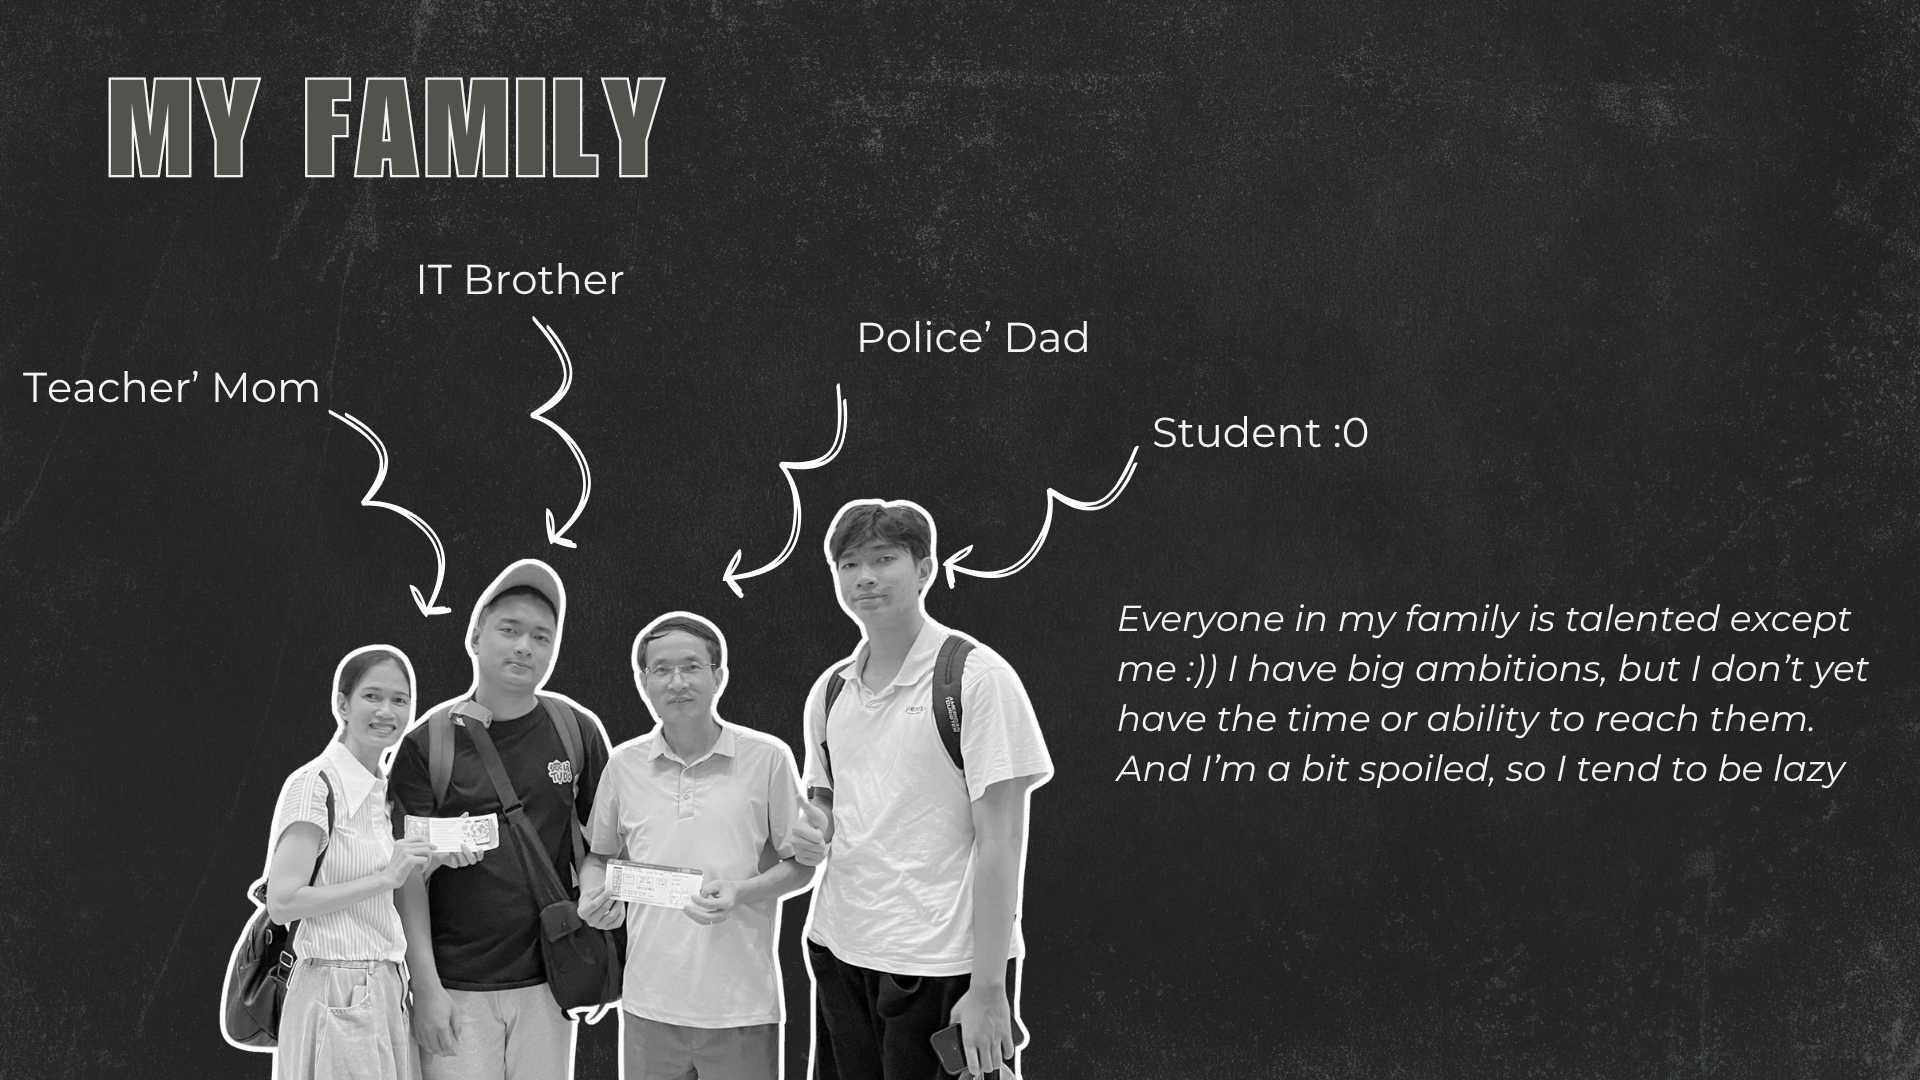 MY FAMILY
IT Brother
Police’ Dad
Teacher’ Mom
Student :0
Everyone in my family is talented except
me :)) I have big ambitions, but I don’t yet
have the time or ability to reach them.
And I’m a bit spoiled, so I tend to be lazy
AMERICAN
TOURISTER